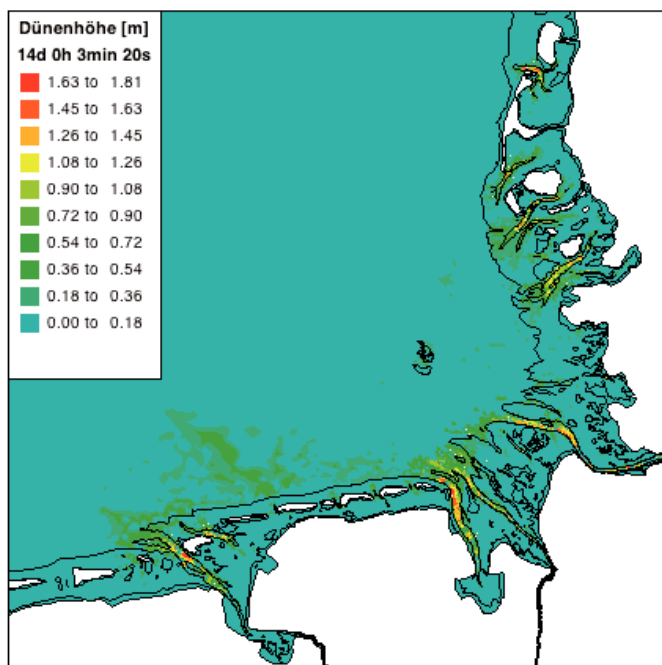 Dünenhöhe [m]
14d 0h 3min 20s
1.63 to 1.81
1.45 to 1.63
1.26 to 1.45
1.08 to 1.26
0.90 to 1.08
0.72 to 0.90
0.54 to 0.72
0.36 to 0.54
0.18 to 0.36
0.00 to 0.18